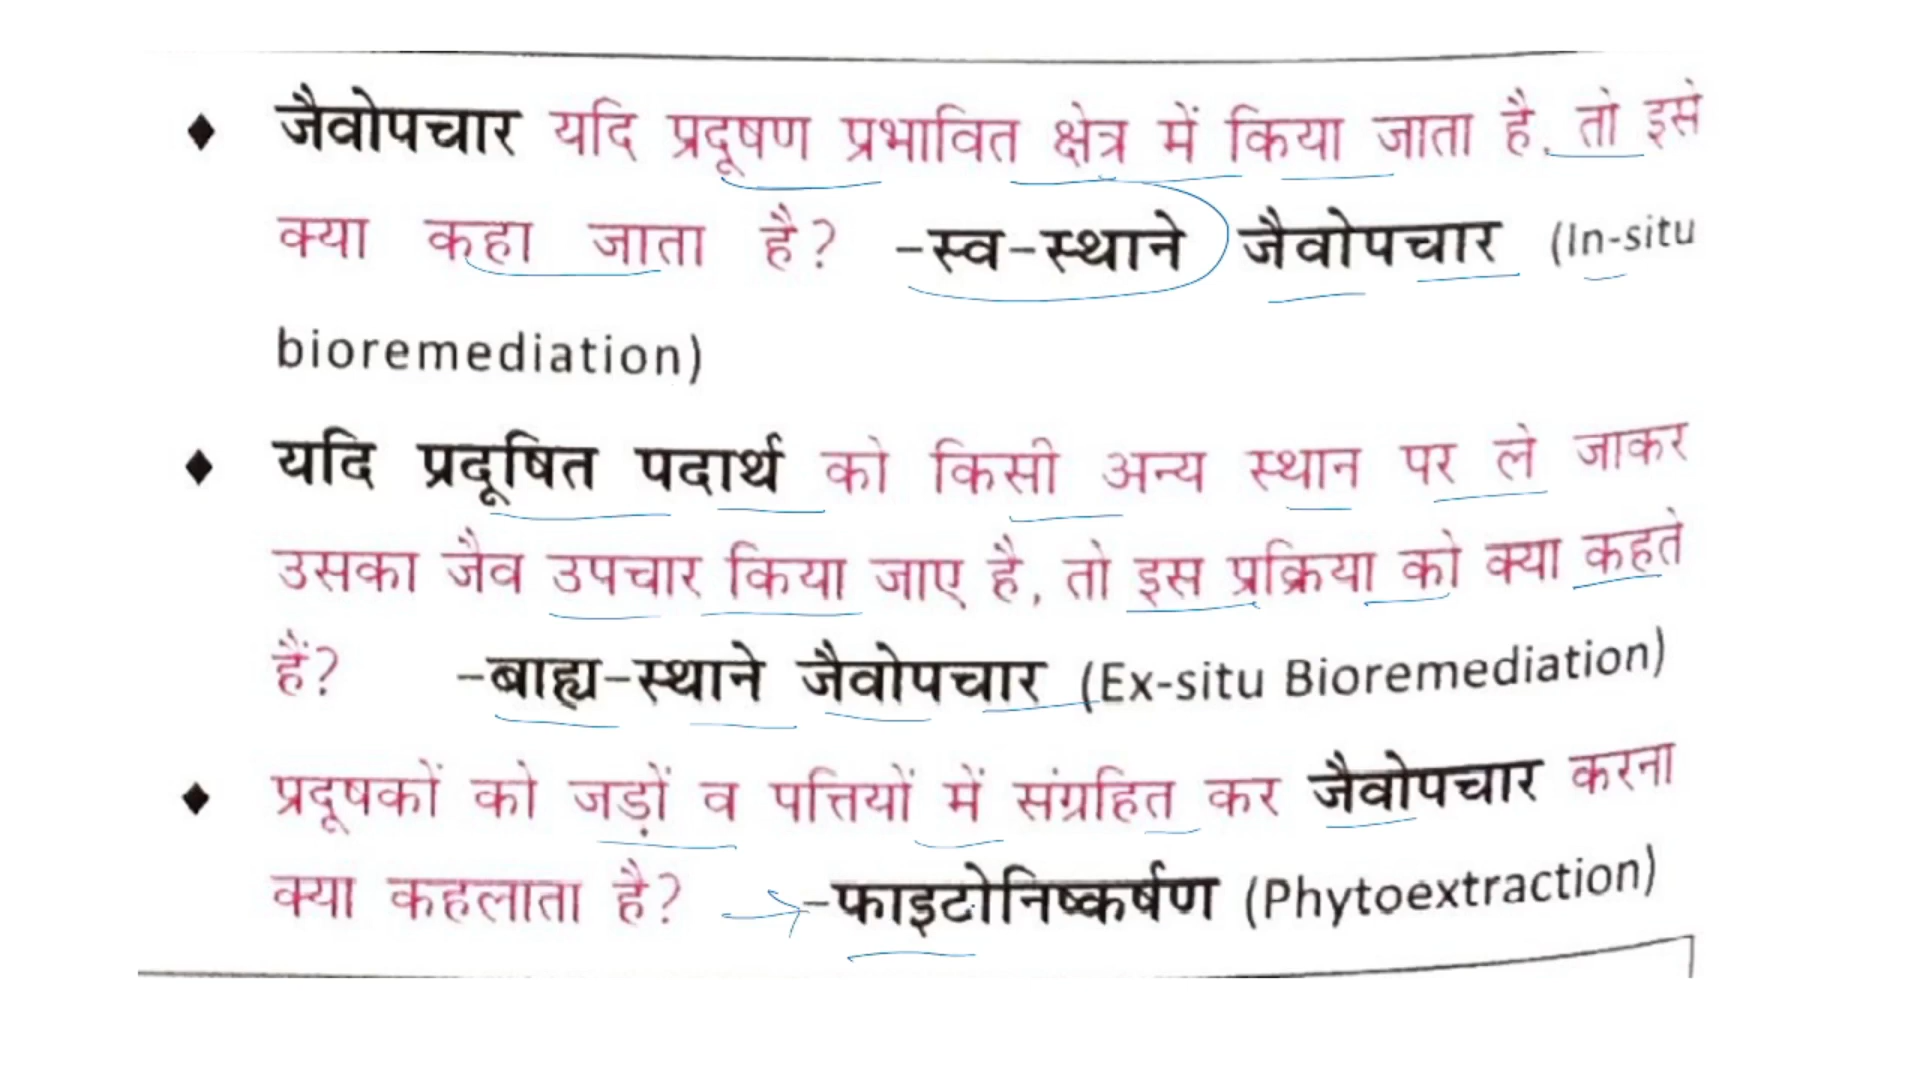 ♦ जैवोपचार यदि प्रदूषण प्रभावित क्षेत्र में किया जाता है, तो इसे
क्या कहा जाता है? -स्व-स्थाने जैवोपचार (In-situ
bioremediation)
♦ यदि प्रदूषित पदार्थ को किसी अन्य स्थान पर ले जाकर
उसका जैव उपचार किया जाए है, तो इस प्रक्रिया को क्या कहते
हैं? -बाह्य-स्थाने जैवोपचार (Ex-situ Bioremediation)
♦ प्रदूषकों को जड़ों व पत्तियों में संग्रहित कर जैवोपचार करना
क्या कहलाता है? -फाइटोनिष्कर्षण (Phytoextraction)